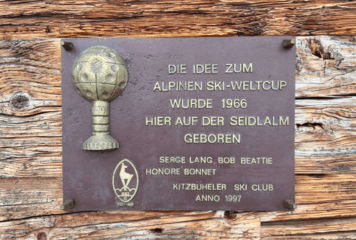 DIE IDEE ZUM
ALPINEN SKI-WELTCUP
WURDE 1966
HIER AUF DER SEIDLALM
GEBOREN
SERGE LANG, BOB BEATTIE
HONORE BONNET
KITZBÜHELER SKI CLUB
ANNO 1997